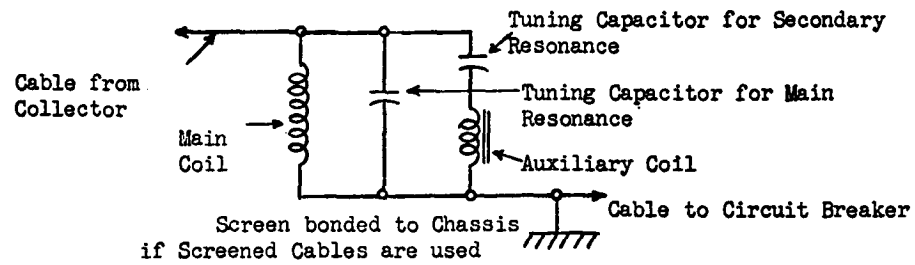 Tuning Capacitor for Secondary
Resonance
Cable from
Collector
Tuning Capacitor for Main
Resonance
Main
Coil
Auxiliary Coil
Cable to Circuit Breaker
Screen bonded to Chassis
if Screened Cables are used